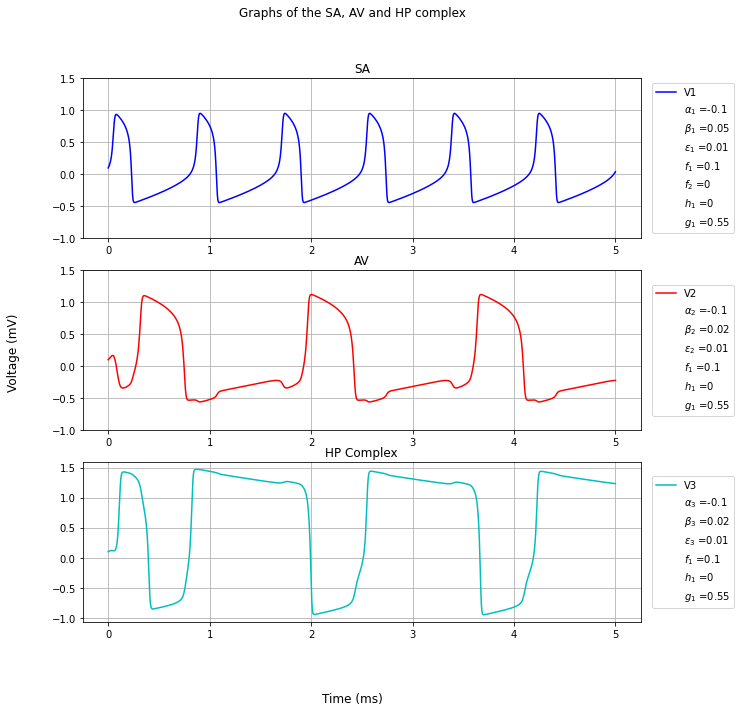 Graphs of the SA, AV and HP complex
SA
1.5
1.0
0.5
0.0
−0.5
−1.0
0 1 2 3 4 5
V1
α₁ =-0.1
β₁ =0.05
ε₁ =0.01
f₁ =0.1
f₂ =0
h₁ =0
g₁ =0.55
AV
1.5
1.0
0.5
0.0
−0.5
−1.0
0 1 2 3 4 5
V2
α₂ =-0.1
β₂ =0.02
ε₂ =0.01
f₁ =0.1
h₁ =0
g₁ =0.55
Voltage (mV)
HP Complex
1.5
1.0
0.5
0.0
−0.5
−1.0
0 1 2 3 4 5
V3
α₃ =-0.1
β₃ =0.02
ε₃ =0.01
f₁ =0.1
h₁ =0
g₁ =0.55
Time (ms)